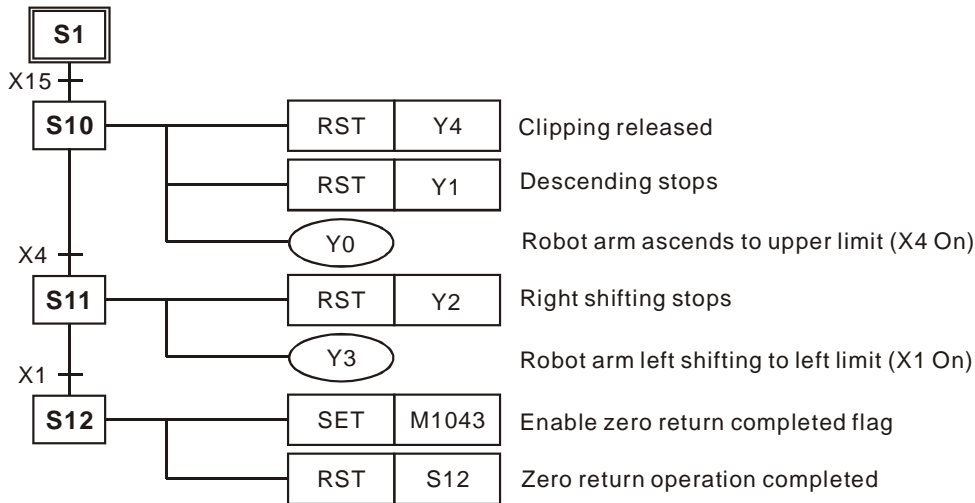 S1
X15
S10 RST Y4 Clipping released
RST Y1 Descending stops
Y0 Robot arm ascends to upper limit (X4 On)
X4
S11 RST Y2 Right shifting stops
Y3 Robot arm left shifting to left limit (X1 On)
X1
S12 SET M1043 Enable zero return completed flag
RST S12 Zero return operation completed